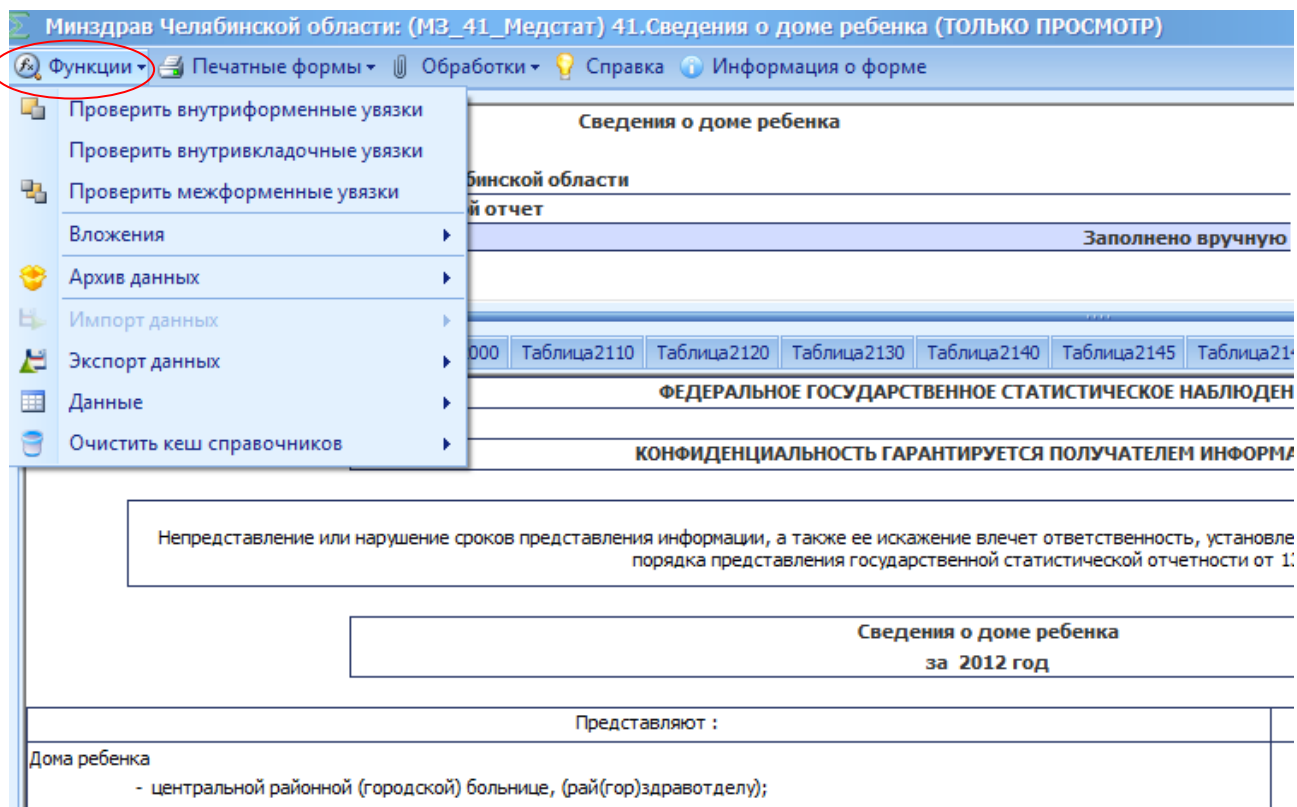 Минздрав Челябинской области: (МЗ_41_Медстат) 41.Сведения о доме ребенка (ТОЛЬКО ПРОСМОТР)
Функции Печатные формы Обработки Справка Информация о форме
Проверить внутриформенные увязки
Проверить внутривкладочные увязки
Проверить межформенные увязки
Вложения
Архив данных
Импорт данных
Экспорт данных
Данные
Очистить кеш справочников
Сведения о доме ребенка
бинской области
й отчет
Заполнено вручную
000 Таблица2110 Таблица2120 Таблица2130 Таблица2140 Таблица2145 Таблица214
ФЕДЕРАЛЬНОЕ ГОСУДАРСТВЕННОЕ СТАТИСТИЧЕСКОЕ НАБЛЮДЕН
КОНФИДЕНЦИАЛЬНОСТЬ ГАРАНТИРУЕТСЯ ПОЛУЧАТЕЛЕМ ИНФОРМА
Непредставление или нарушение сроков представления информации, а также ее искажение влечет ответственность, установле
порядка представления государственной статистической отчетности от 13
Сведения о доме ребенка
за 2012 год
Представляют :
Дома ребенка
- центральной районной (городской) больнице, (рай(гор)здравотделу);